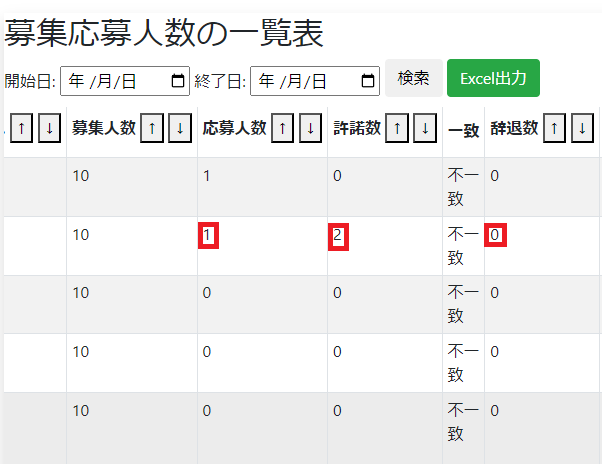 募集応募人数の一覧表
開始日: 年 /月/日 終了日: 年 /月/日 検索 Excel出力
↑ ↓ 募集人数 ↑ ↓ 応募人数 ↑ ↓ 許諾数 ↑ ↓ 一致 辞退数 ↑ ↓
10 1 0 不一致 0
10 1 2 不一致 0
10 0 0 不一致 0
10 0 0 不一致 0
10 0 0 不一致 0